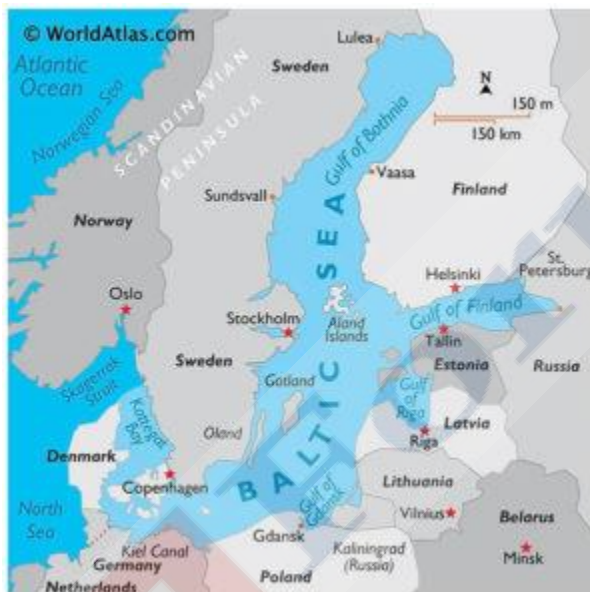 © WorldAtlas.com
Lulea
Atlantic
Ocean
Sweden
Norwegian Sea
SCANDINAVIAN
PENINSULA
N
150 m
150 km
Gulf of Bothnia
Vaasa
Sundsvall
Finland
Norway
BALTIC SEA
St.
Petersburg
Helsinki
Oslo
Gulf of Finland
Stockholm
Aland
Islands
Tallin
Estonia
Russia
Sweden
Skagerrak
Strait
Gotland
Gulf
of
Riga
Kattegat
Bay
Latvia
Oland
Riga
Denmark
Copenhagen
Lithuania
North
Sea
Gulf of
Gdansk
Vilnius
Belarus
Gdansk
Kiel Canal
Kaliningrad
(Russia)
Minsk
Germany
Poland
Netherlands